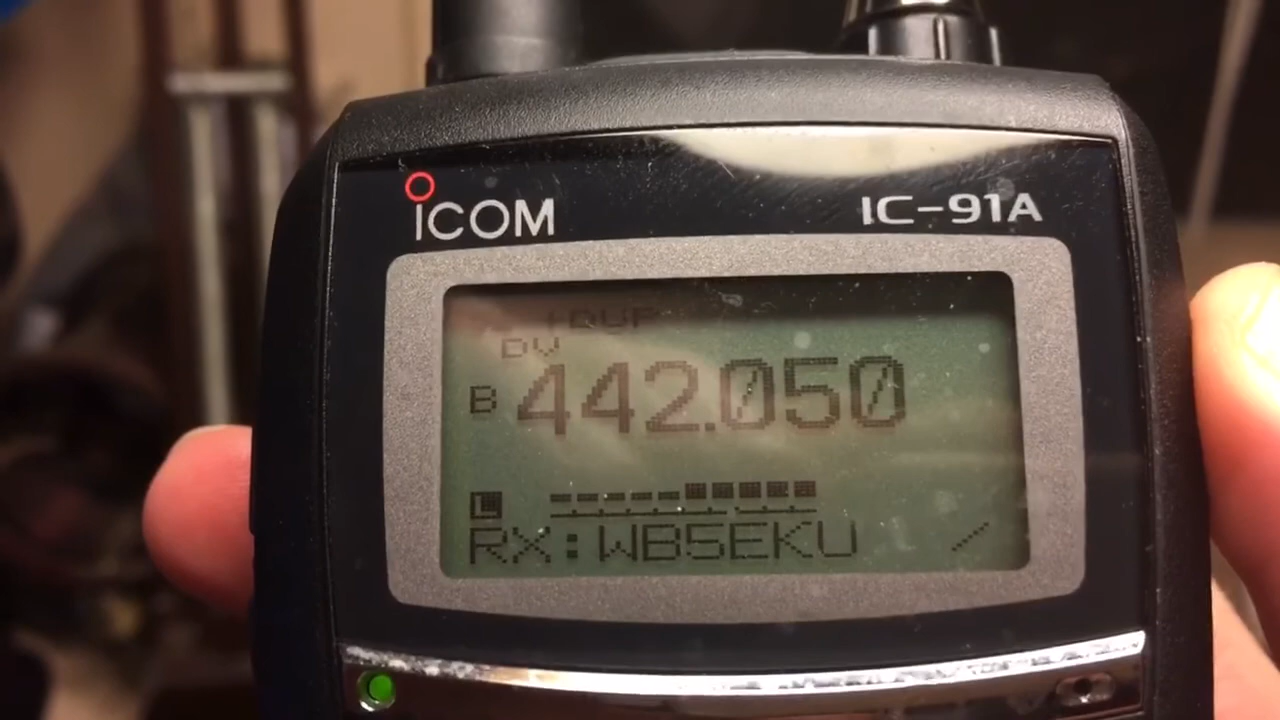 ICOM
IC-91A
DUP
DV
B 442.050
L
RX:WB5EKU /